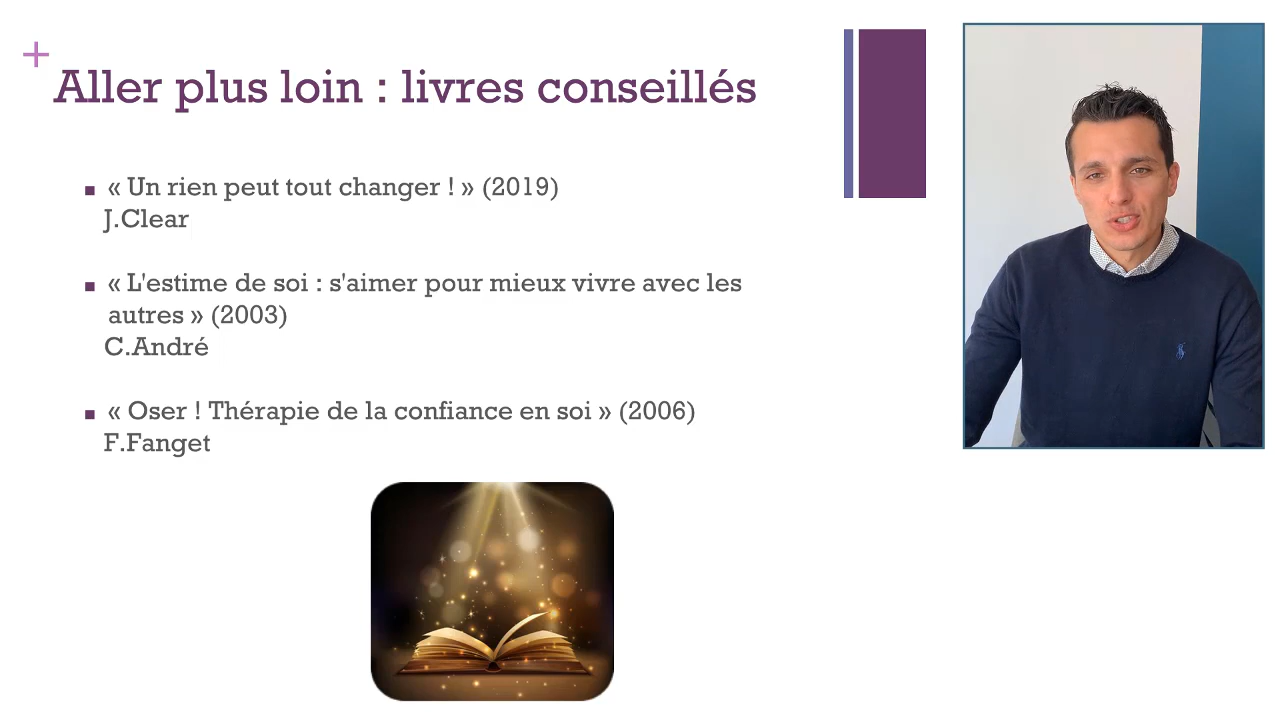 Aller plus loin : livres conseillés
« Un rien peut tout changer ! » (2019)
J.Clear
« L'estime de soi : s'aimer pour mieux vivre avec les
autres » (2003)
C.André
« Oser ! Thérapie de la confiance en soi » (2006)
F.Fanget